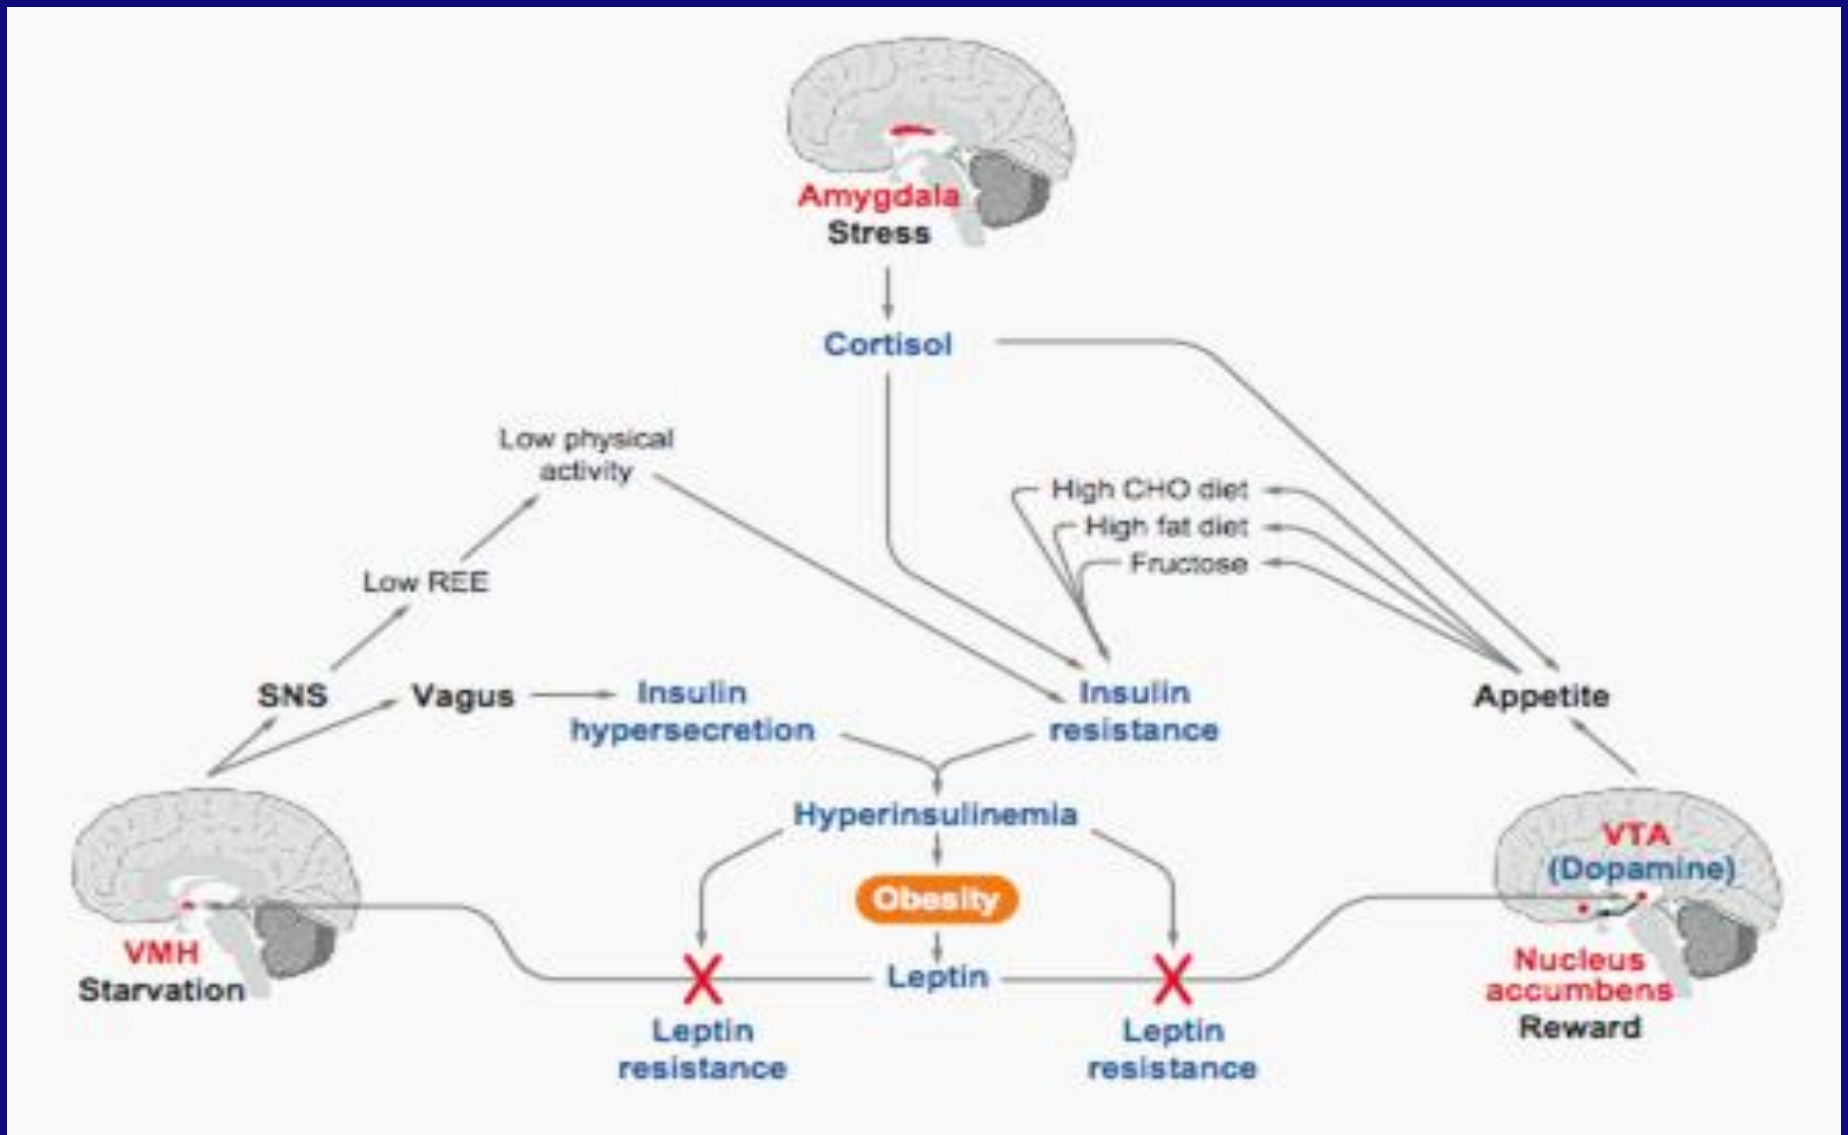 Amygdala
Stress
Cortisol
Low physical
activity
High CHO diet
High fat diet
Fructose
Low REE
SNS
Vagus
Insulin
hypersecretion
Insulin
resistance
Appetite
Hyperinsulinemia
Obesity
Leptin
VMH
Starvation
Leptin
resistance
Leptin
resistance
VTA
(Dopamine)
Nucleus
accumbens
Reward